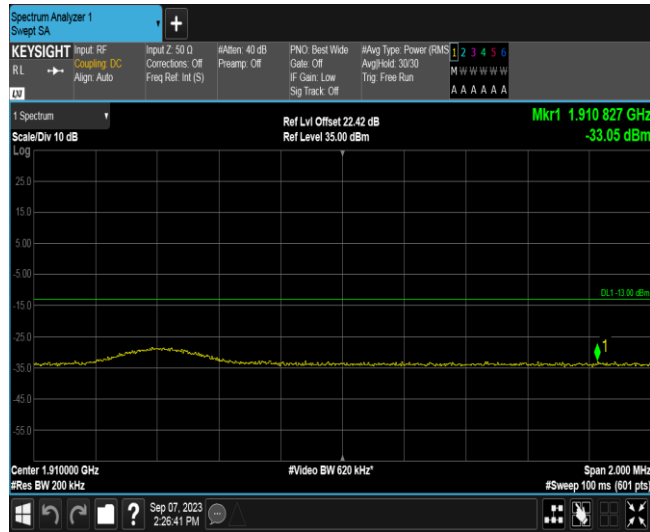 Spectrum Analyzer 1
Swept SA
+
KEYSIGHT
RL
LXI
Input: RF
Coupling: DC
Align: Auto
Input Z: 50 Ω
Corrections: Off
Freq Ref: Int (S)
#Atten: 40 dB
Preamp: Off
PNO: Best Wide
Gate: Off
IF Gain: Low
Sig Track: Off
#Avg Type: Power (RMS
Avg|Hold: 30/30
Trig: Free Run
1 2 3 4 5 6
M W W W W W
A A A A A A
1 Spectrum
Scale/Div 10 dB
Log
Ref Lvl Offset 22.42 dB
Ref Level 35.00 dBm
Mkr1 1.910 827 GHz
-33.05 dBm
25.0
15.0
5.00
-5.00
DL1 -13.00 dBm
-15.0
-25.0
1
-35.0
-45.0
-55.0
Center 1.910000 GHz
#Res BW 200 kHz
#Video BW 620 kHz*
Span 2.000 MHz
#Sweep 100 ms (601 pts)
?
Sep 07, 2023
2:26:41 PM